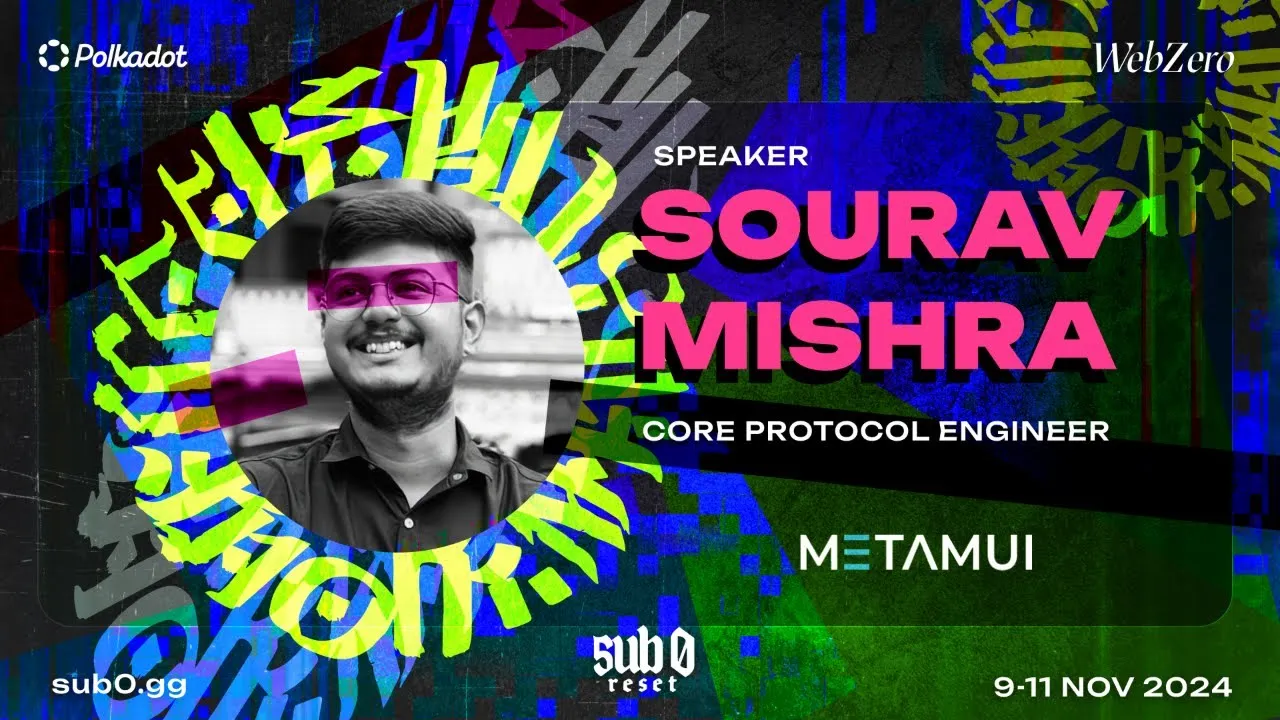 Polkadot
WebZero
SPEAKER
SOURAV
MISHRA
CORE PROTOCOL ENGINEER
METAMUI
sub0
reset
sub0.gg
9-11 NOV 2024